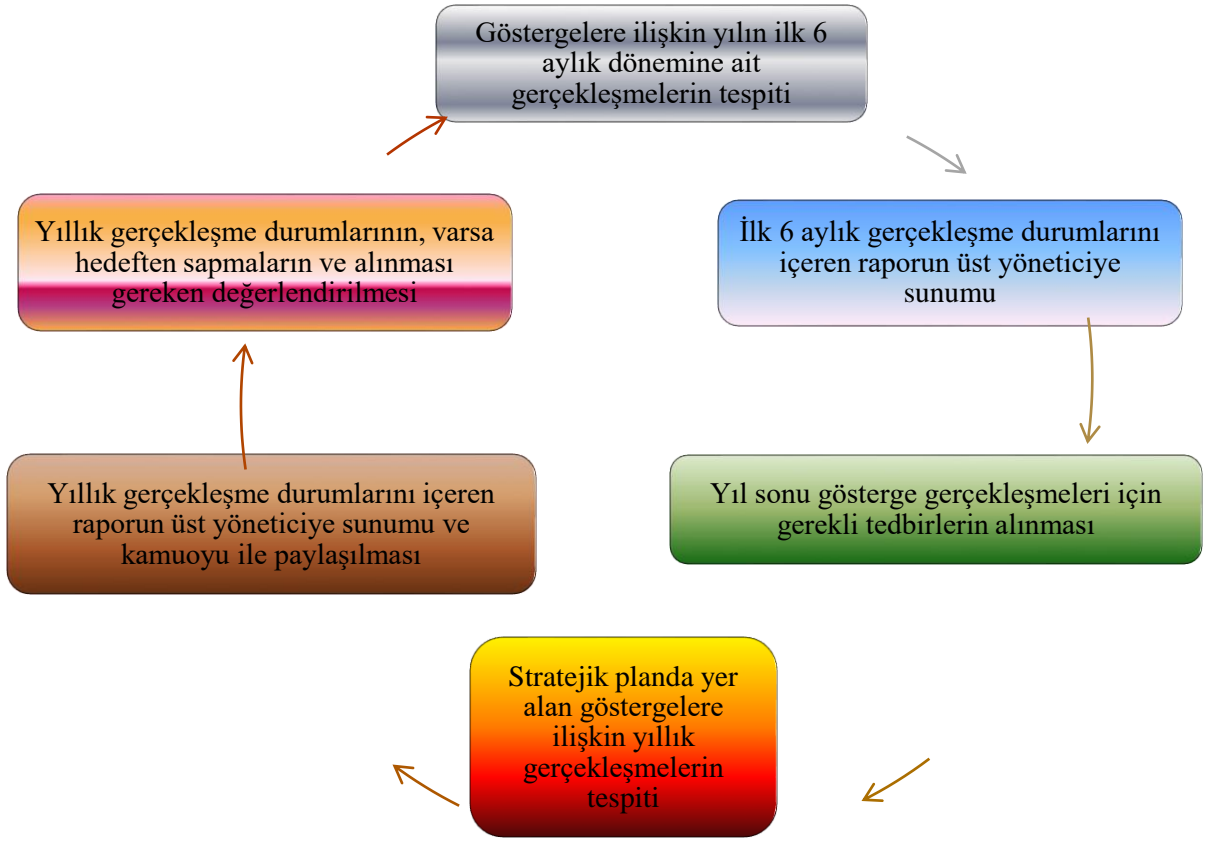 Göstergelere ilişkin yılın ilk 6
aylık dönemine ait
gerçekleşmelerin tespiti
İlk 6 aylık gerçekleşme durumlarını
içeren raporun üst yöneticiye
sunumu
Yıl sonu gösterge gerçekleşmeleri için
gerekli tedbirlerin alınması
Stratejik planda yer
alan göstergelere
ilişkin yıllık
gerçekleşmelerin
tespiti
Yıllık gerçekleşme durumlarını içeren
raporun üst yöneticiye sunumu ve
kamuoyu ile paylaşılması
Yıllık gerçekleşme durumlarının, varsa
hedeften sapmaların ve alınması
gereken değerlendirilmesi